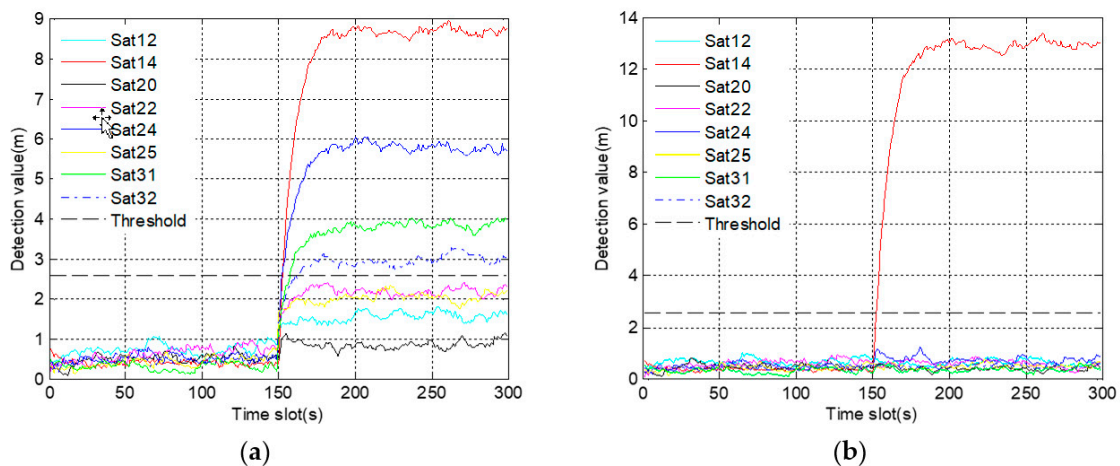 9
8
7
6
5
4
3
2
1
0
Detection value(m)
Sat12
Sat14
Sat20
Sat22
Sat24
Sat25
Sat31
Sat32
Threshold
0 50 100 150 200 250 300
Time slot(s)
(a)
14
12
10
8
6
4
2
0
Detection value(m)
Sat12
Sat14
Sat20
Sat22
Sat24
Sat25
Sat31
Sat32
Threshold
0 50 100 150 200 250 300
Time slot(s)
(b)